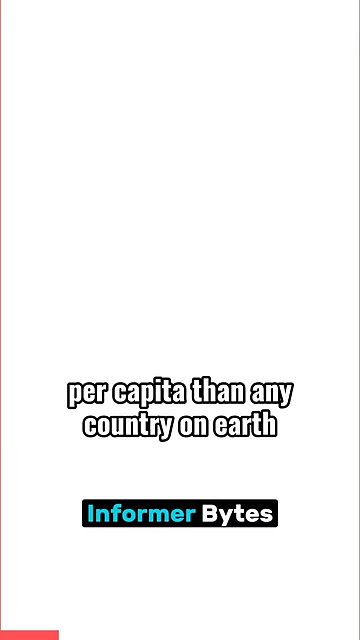 per capita than any
country on earth
Informer Bytes